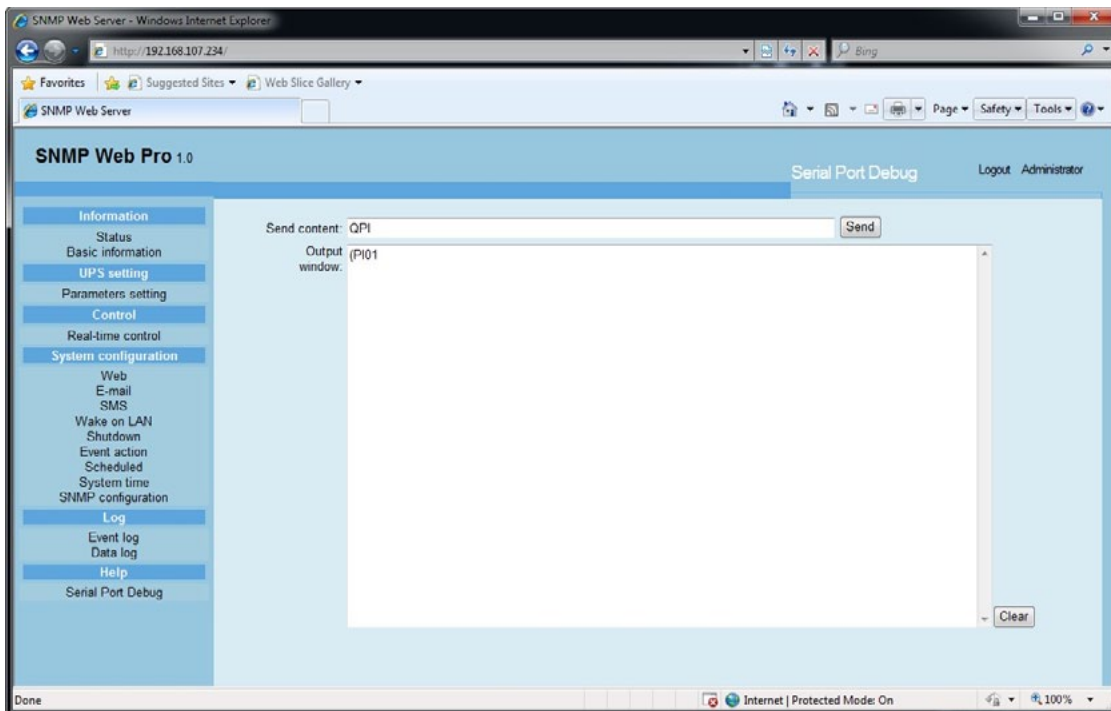 SNMP Web Server - Windows Internet Explorer
http://192.168.107.234/
Bing
Favorites Suggested Sites Web Slice Gallery
SNMP Web Server Page Safety Tools
SNMP Web Pro 1.0
Serial Port Debug Logout Administrator
Information
Status
Basic information
UPS setting
Parameters setting
Control
Real-time control
System configuration
Web
E-mail
SMS
Wake on LAN
Shutdown
Event action
Scheduled
System time
SNMP configuration
Log
Event log
Data log
Help
Serial Port Debug
Send content: QPI Send
Output window: (PI01
Clear
Done Internet | Protected Mode: On 100%